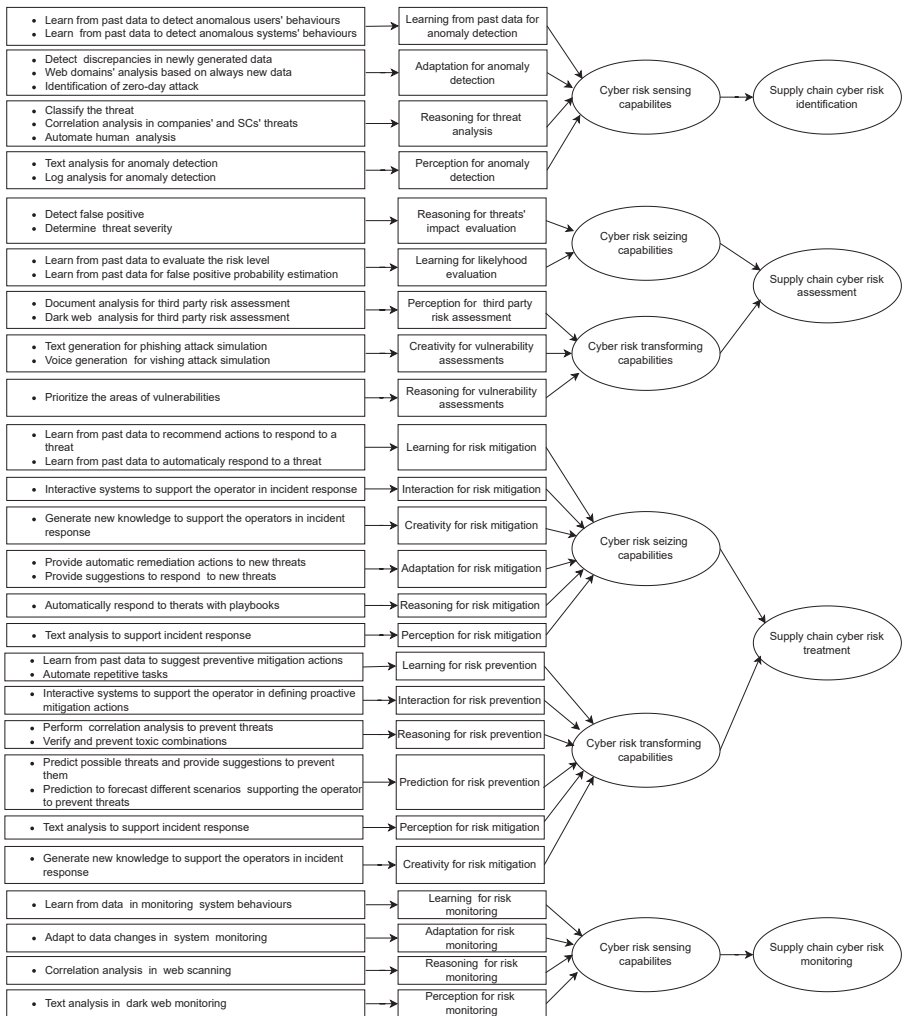 • Learn from past data to detect anomalous users' behaviours
• Learn from past data to detect anomalous systems' behaviours
Learning from past data for
anomaly detection
• Detect discrepancies in newly generated data
• Web domains' analysis based on always new data
• Identification of zero-day attack
Adaptation for anomaly
detection
• Classify the threat
• Correlation analysis in companies' and SCs' threats
• Automate human analysis
Reasoning for threat
analysis
• Text analysis for anomaly detection
• Log analysis for anomaly detection
Perception for anomaly
detection
Cyber risk sensing
capabilites
Supply chain cyber risk
identification
• Detect false positive
• Determine threat severity
Reasoning for threats'
impact evaluation
• Learn from past data to evaluate the risk level
• Learn from past data for false positive probability estimation
Learning for likelyhood
evaluation
Cyber risk seizing
capabilities
• Document analysis for third party risk assessment
• Dark web analysis for third party risk assessment
Perception for third party
risk assessment
• Text generation for phishing attack simulation
• Voice generation for vishing attack simulation
Creativity for vulnerability
assessments
• Prioritize the areas of vulnerabilities
Reasoning for vulnerability
assessments
Cyber risk transforming
capabilities
Supply chain cyber risk
assessment
• Learn from past data to recommend actions to respond to a
threat
• Learn from past data to automaticaly respond to a threat
Learning for risk mitigation
• Interactive systems to support the operator in incident response
Interaction for risk mitigation
• Generate new knowledge to support the operators in incident
response
Creativity for risk mitigation
• Provide automatic remediation actions to new threats
• Provide suggestions to respond to new threats
Adaptation for risk mitigation
• Automatically respond to therats with playbooks
Reasoning for risk mitigation
• Text analysis to support incident response
Perception for risk mitigation
Cyber risk seizing
capabilities
• Learn from past data to suggest preventive mitigation actions
• Automate repetitive tasks
Learning for risk prevention
• Interactive systems to support the operator in defining proactive
mitigation actions
Interaction for risk prevention
• Perform correlation analysis to prevent threats
• Verify and prevent toxic combinations
Reasoning for risk prevention
• Predict possible threats and provide suggestions to prevent
them
• Prediction to forecast different scenarios supporting the operator
to prevent threats
Prediction for risk prevention
• Text analysis to support incident response
Perception for risk mitigation
• Generate new knowledge to support the operators in incident
response
Creativity for risk mitigation
Cyber risk transforming
capabilities
Supply chain cyber risk
treatment
• Learn from data in monitoring system behaviours
Learning for risk
monitoring
• Adapt to data changes in system monitoring
Adaptation for risk
monitoring
• Correlation analysis in web scanning
Reasoning for risk
monitoring
• Text analysis in dark web monitoring
Perception for risk
monitoring
Cyber risk sensing
capabilites
Supply chain cyber risk
monitoring